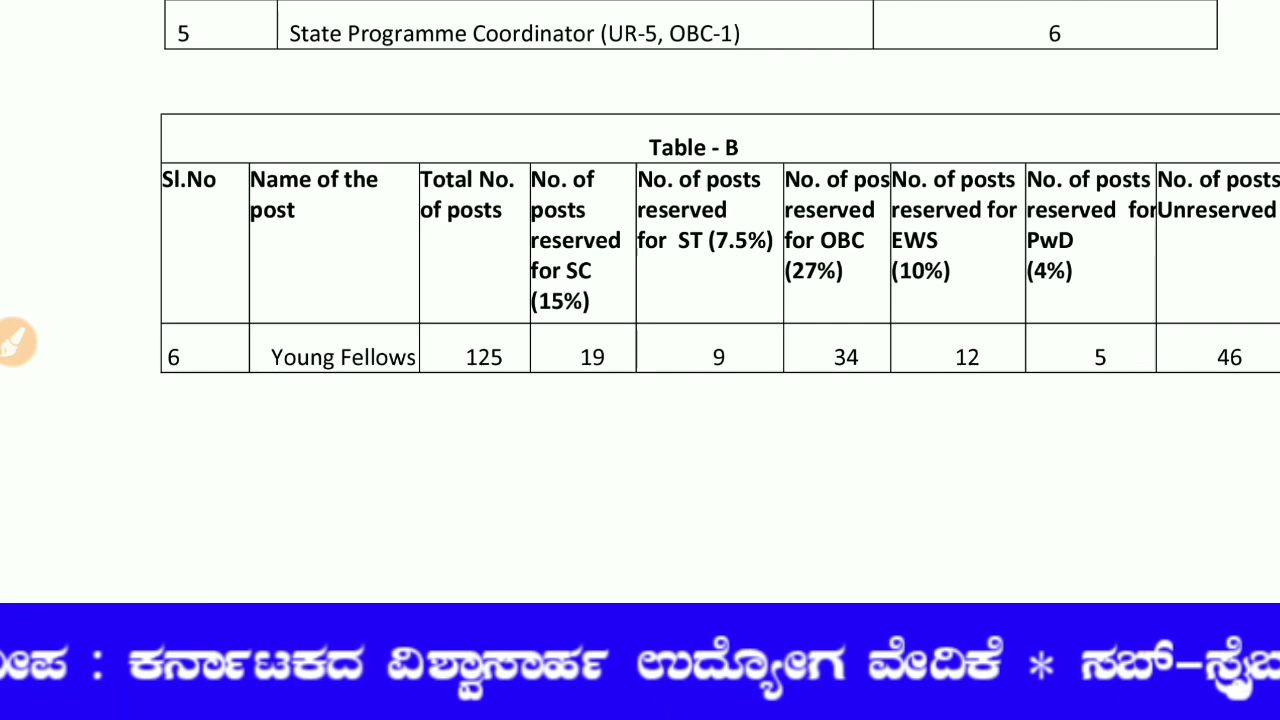 5 State Programme Coordinator (UR-5, OBC-1) 6
Table - B
Sl.No Name of the post Total No. of posts No. of posts reserved for SC (15%) No. of posts reserved for ST (7.5%) No. of pos reserved for OBC (27%) No. of posts reserved for EWS (10%) No. of posts reserved for PwD (4%) No. of posts Unreserved
6 Young Fellows 125 19 9 34 12 5 46
: ಕರ್ನಾಟಕದ ವಿಶ್ವಾಸಾರ್ಹ ಉದ್ಯೋಗ ವೇದಿಕೆ * ಸಬ್-ಸ್ರೈಬ